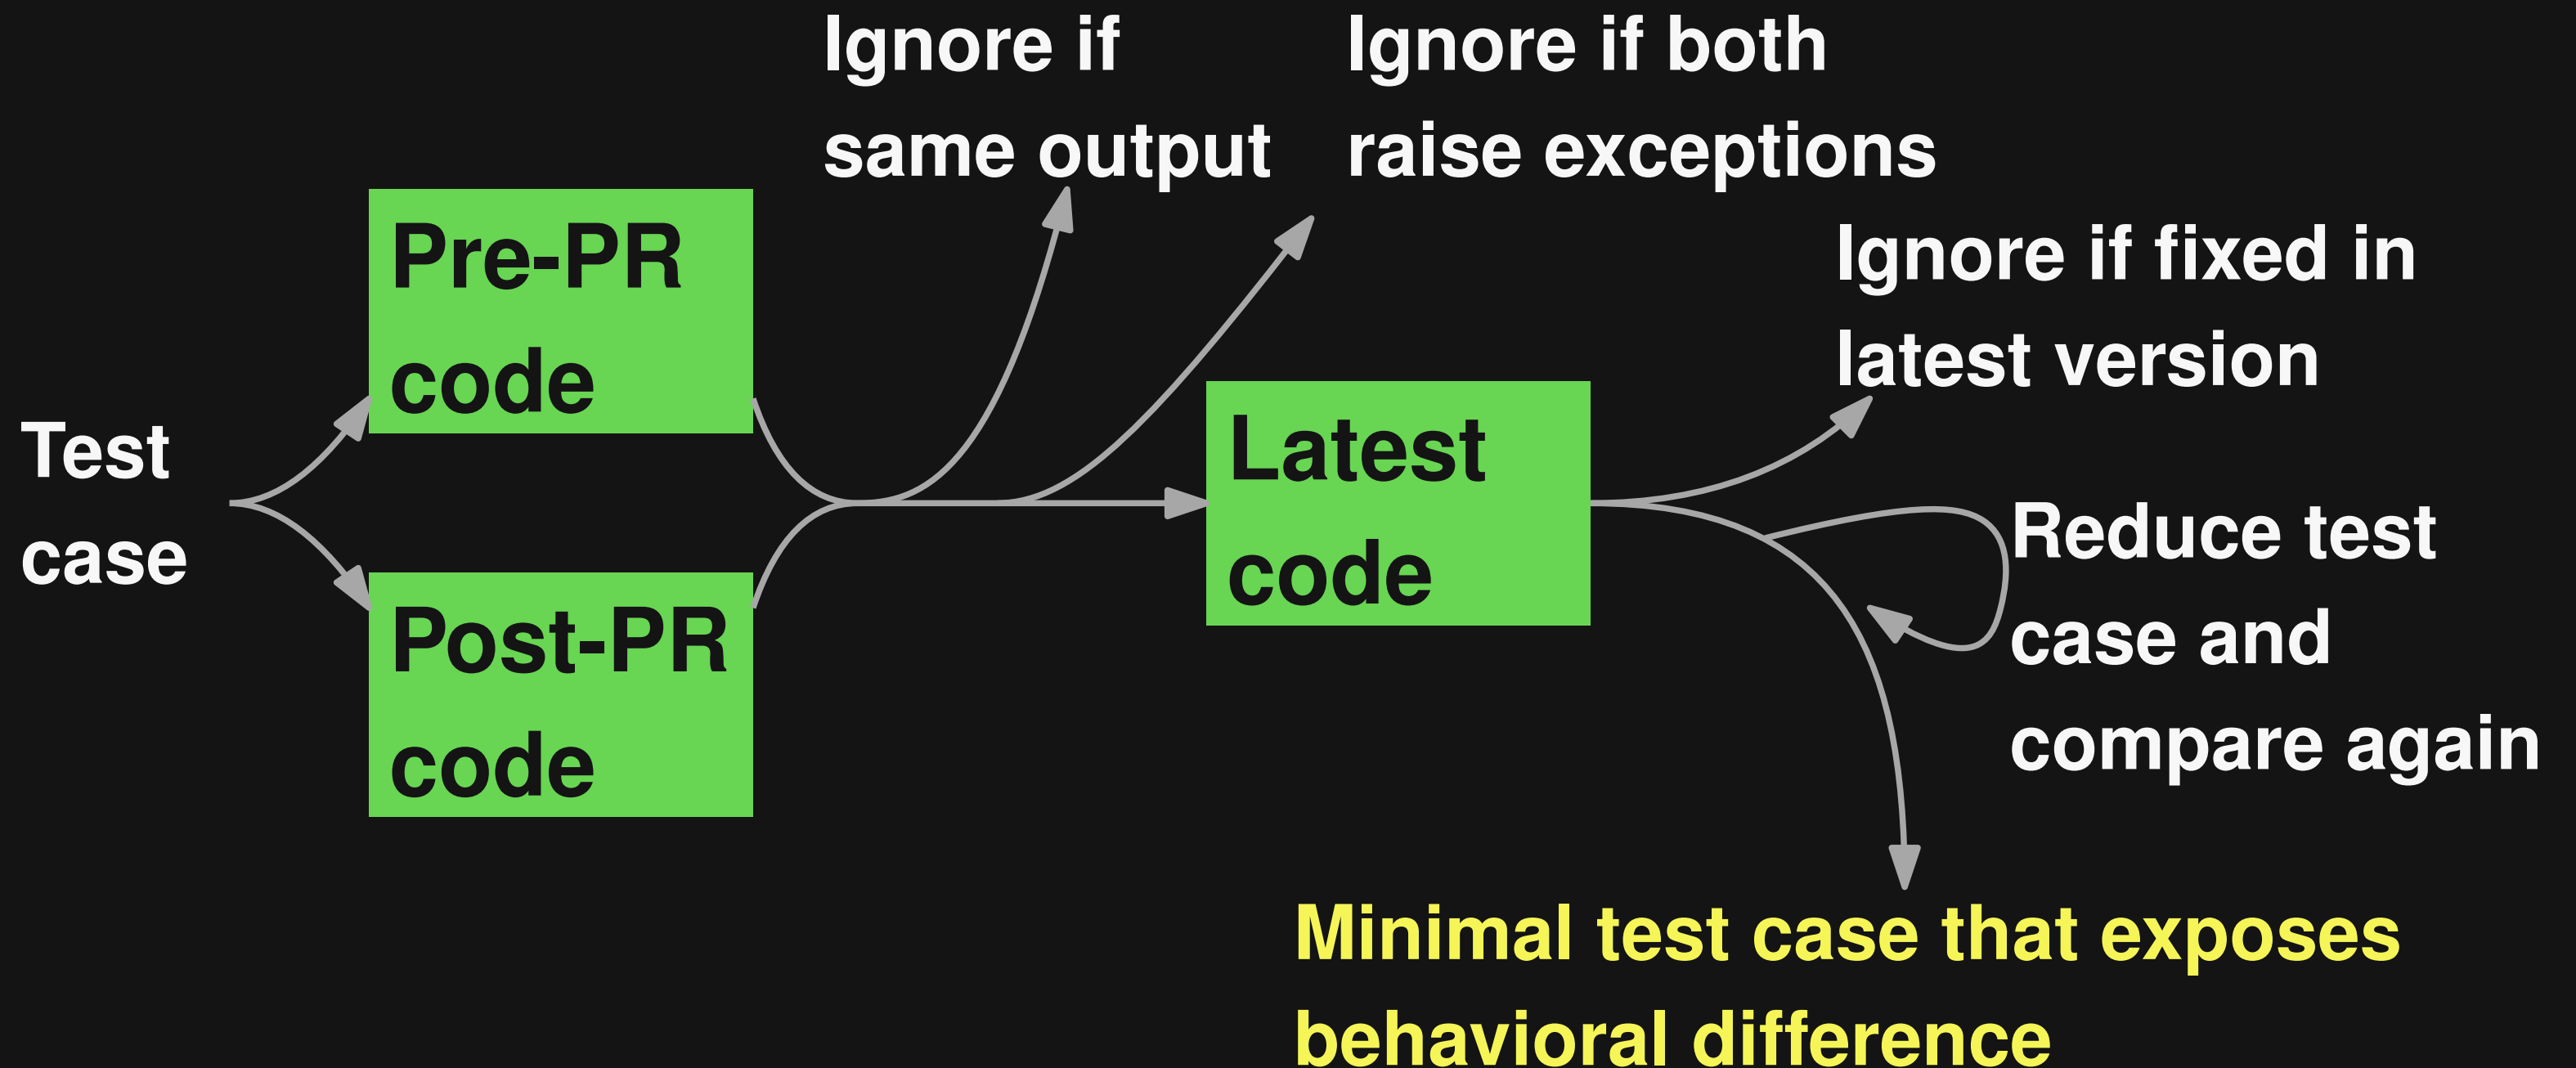 Test
case
Pre-PR
code
Post-PR
code
Ignore if
same output
Ignore if both
raise exceptions
Latest
code
Ignore if fixed in
latest version
Reduce test
case and
compare again
Minimal test case that exposes
behavioral difference